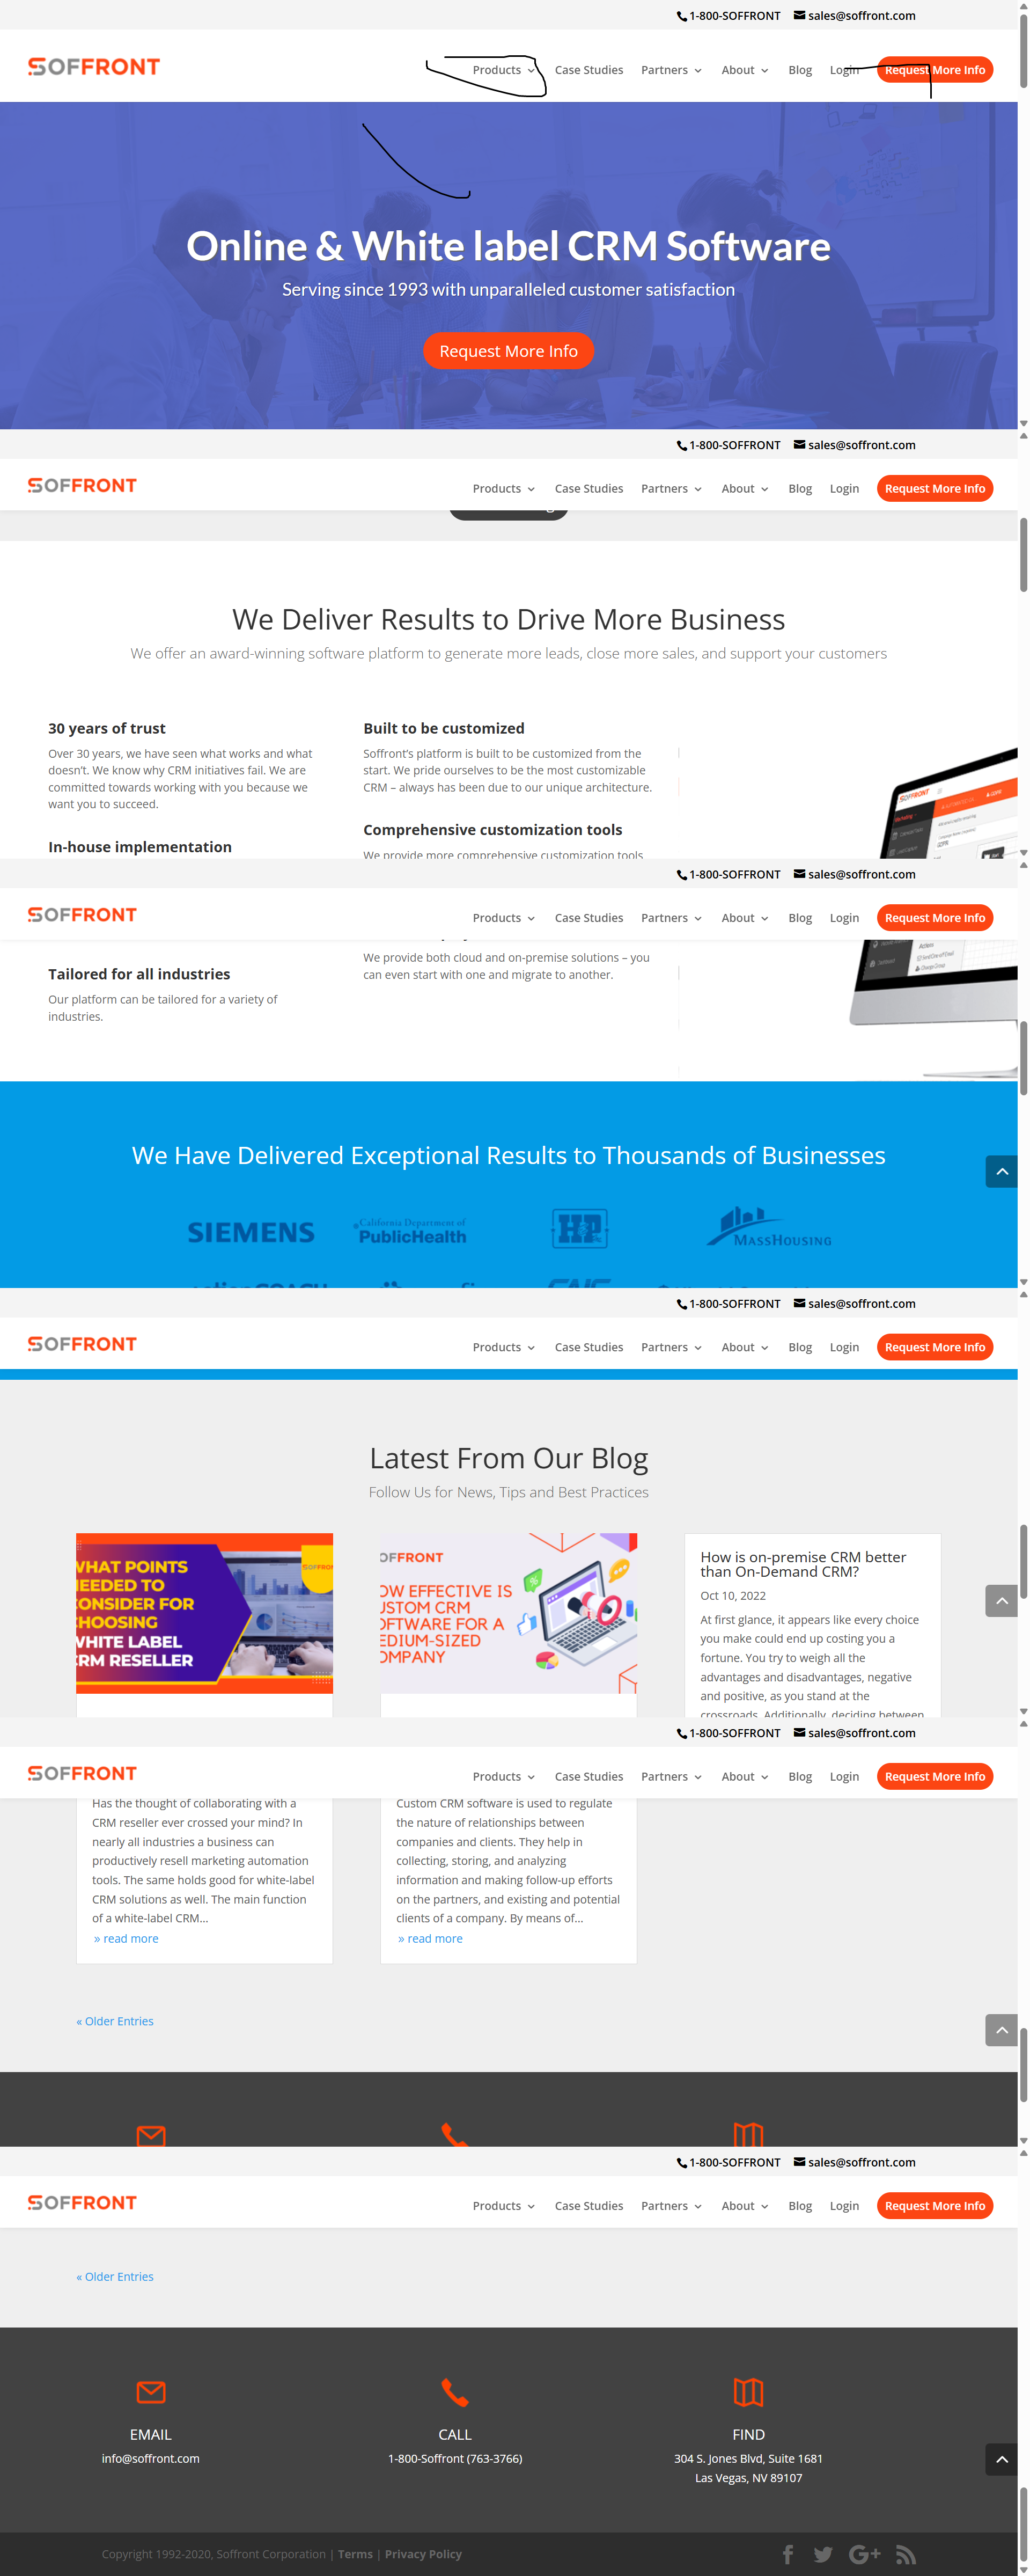 1-800-SOFFRONT sales@soffront.com
SOFFRONT
Products Case Studies Partners About Blog Login Request More Info
Online & White label CRM Software
Serving since 1993 with unparalleled customer satisfaction
Request More Info
1-800-SOFFRONT sales@soffront.com
SOFFRONT
Products Case Studies Partners About Blog Login Request More Info
We Deliver Results to Drive More Business
We offer an award-winning software platform to generate more leads, close more sales, and support your customers
30 years of trust
Over 30 years, we have seen what works and what
doesn't. We know why CRM initiatives fail. We are
committed towards working with you because we
want you to succeed.
In-house implementation
Built to be customized
Soffront's platform is built to be customized from the
start. We pride ourselves to be the most customizable
CRM – always has been due to our unique architecture.
Comprehensive customization tools
We provide more comprehensive customization tools
SOFFRONT
1-800-SOFFRONT sales@soffront.com
SOFFRONT
Products Case Studies Partners About Blog Login Request More Info
Tailored for all industries
Our platform can be tailored for a variety of
industries.
We provide both cloud and on-premise solutions – you
can even start with one and migrate to another.
We Have Delivered Exceptional Results to Thousands of Businesses
SIEMENS
California Department of
PublicHealth
HP
MASSHOUSING
1-800-SOFFRONT sales@soffront.com
SOFFRONT
Products Case Studies Partners About Blog Login Request More Info
Latest From Our Blog
Follow Us for News, Tips and Best Practices
WHAT POINTS
NEEDED TO
CONSIDER FOR
CHOOSING
WHITE LABEL
CRM RESELLER
OFFRONT
OW EFFECTIVE IS
USTOM CRM
OFTWARE FOR A
EDIUM-SIZED
OMPANY
How is on-premise CRM better
than On-Demand CRM?
Oct 10, 2022
At first glance, it appears like every choice
you make could end up costing you a
fortune. You try to weigh all the
advantages and disadvantages, negative
and positive, as you stand at the
crossroads. Additionally, deciding between
1-800-SOFFRONT sales@soffront.com
SOFFRONT
Products Case Studies Partners About Blog Login Request More Info
Has the thought of collaborating with a
CRM reseller ever crossed your mind? In
nearly all industries a business can
productively resell marketing automation
tools. The same holds good for white-label
CRM solutions as well. The main function
of a white-label CRM...
» read more
Custom CRM software is used to regulate
the nature of relationships between
companies and clients. They help in
collecting, storing, and analyzing
information and making follow-up efforts
on the partners, and existing and potential
clients of a company. By means of...
» read more
« Older Entries
1-800-SOFFRONT sales@soffront.com
SOFFRONT
Products Case Studies Partners About Blog Login Request More Info
« Older Entries
EMAIL
info@soffront.com
CALL
1-800-Soffront (763-3766)
FIND
304 S. Jones Blvd, Suite 1681
Las Vegas, NV 89107
Copyright 1992-2020, Soffront Corporation | Terms | Privacy Policy